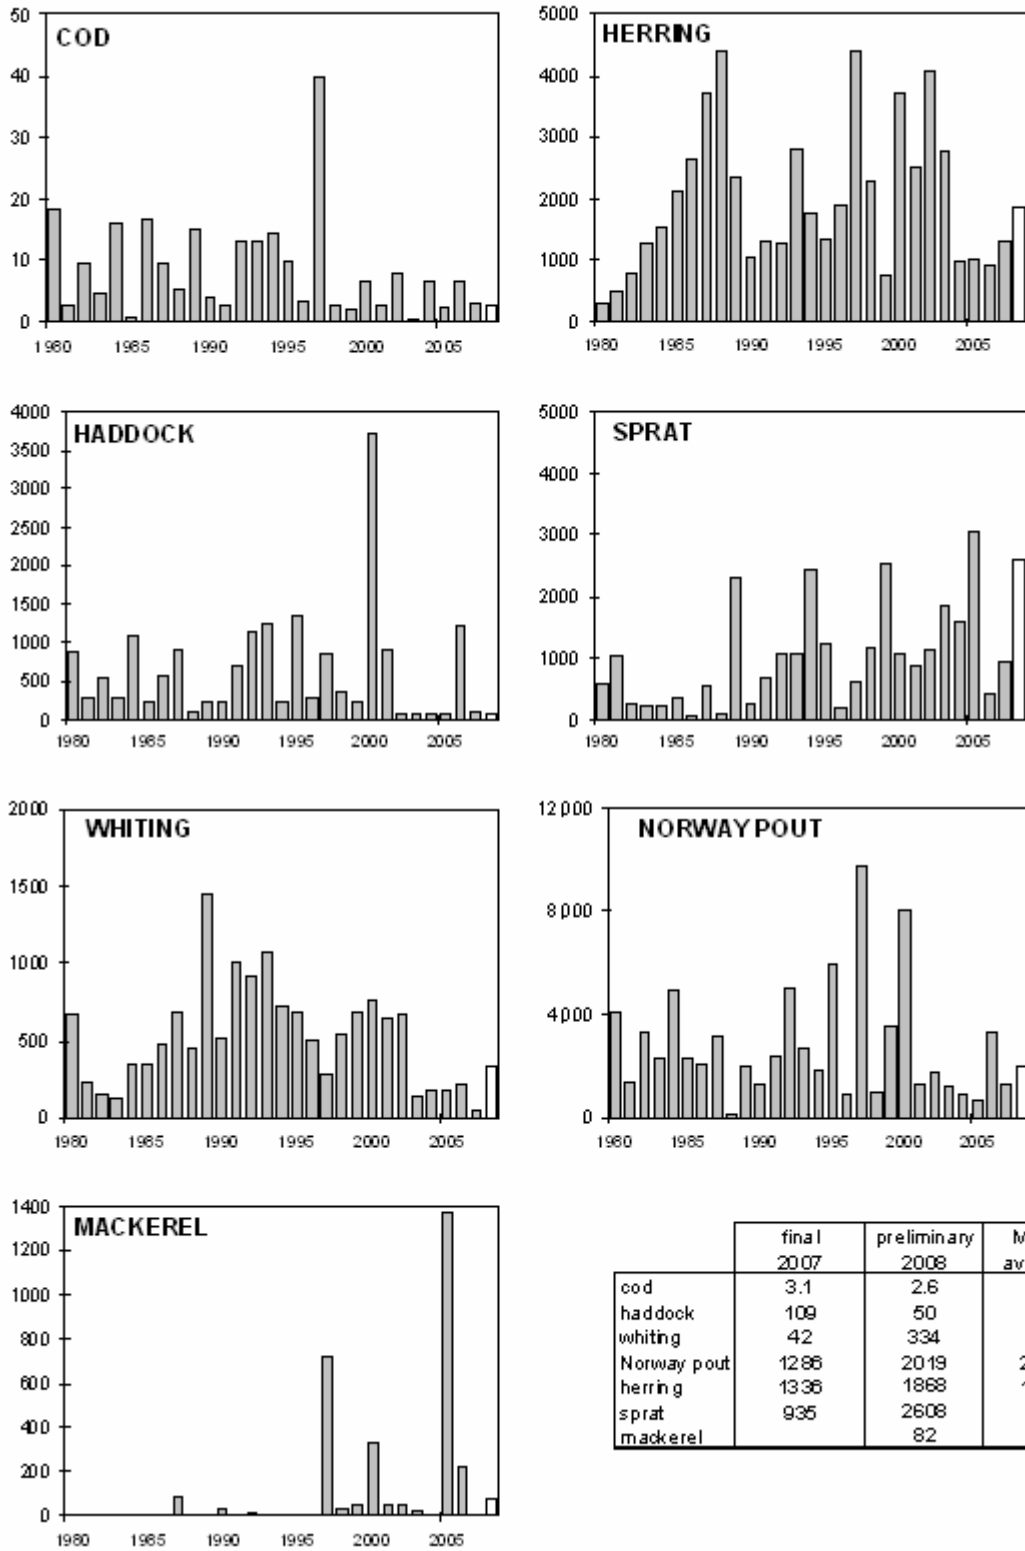 COD
50
40
30
20
10
0
1980 1985 1990 1995 2000 2005
HERRING
5000
4000
3000
2000
1000
0
1980 1985 1990 1995 2000 2005
HADDOCK
4000
3500
3000
2500
2000
1500
1000
500
0
1980 1985 1990 1995 2000 2005
SPRAT
5000
4000
3000
2000
1000
0
1980 1985 1990 1995 2000 2005
WHITING
2000
1500
1000
500
0
1980 1985 1990 1995 2000 2005
NORWAY POUT
12 000
8 000
4 000
0
1980 1985 1990 1995 2000 2005
MACKEREL
1400
1200
1000
800
600
400
200
0
1980 1985 1990 1995 2000 2005
final preliminary
2007 2008 av
cod 3.1 2.6
haddock 109 50
whiting 42 334
Norway pout 1286 2019 2
herring 1336 1868 1
sprat 935 2608
mackerel 82